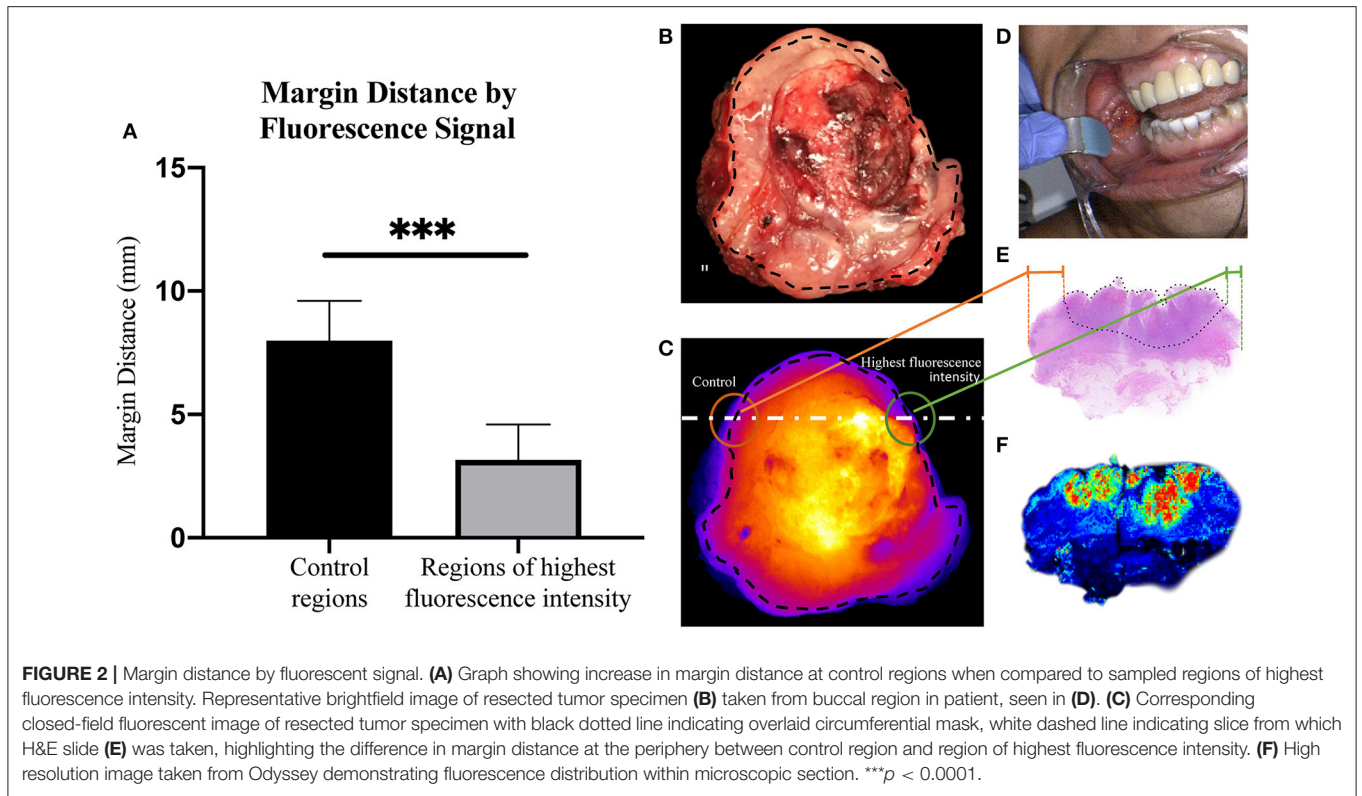 A
Margin Distance by
Fluorescence Signal
***
Margin Distance (mm)
15
10
5
0
Control
regions
Regions of highest
fluorescence intensity
B
"
C
Control
Highest fluorescence
intensity
D
E
F
FIGURE 2 | Margin distance by fluorescent signal. (A) Graph showing increase in margin distance at control regions when compared to sampled regions of highest
fluorescence intensity. Representative brightfield image of resected tumor specimen (B) taken from buccal region in patient, seen in (D). (C) Corresponding
closed-field fluorescent image of resected tumor specimen with black dotted line indicating overlaid circumferential mask, white dashed line indicating slice from which
H&E slide (E) was taken, highlighting the difference in margin distance at the periphery between control region and region of highest fluorescence intensity. (F) High
resolution image taken from Odyssey demonstrating fluorescence distribution within microscopic section. ***p < 0.0001.